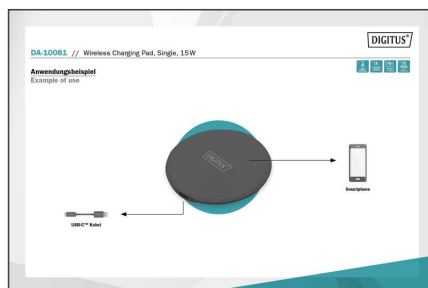 DIGITUS®
DA-10081 // Wireless Charging Pad, Single, 15W
Anwendungsbeispiel
Example of use
DIGITUS
Smartphone
USB-C™ Kabel